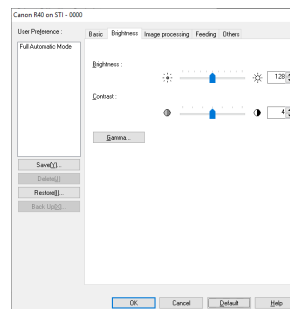 Canon R40 on STI - 0000
User Preference :
Full Automatic Mode
Save(Y)...
Delete(J)
Restore(I)...
Back Up(X)...
Basic Brightness Image processing Feeding Others
Brightness :
128
Contrast :
4
Gamma...
OK Cancel Default Help